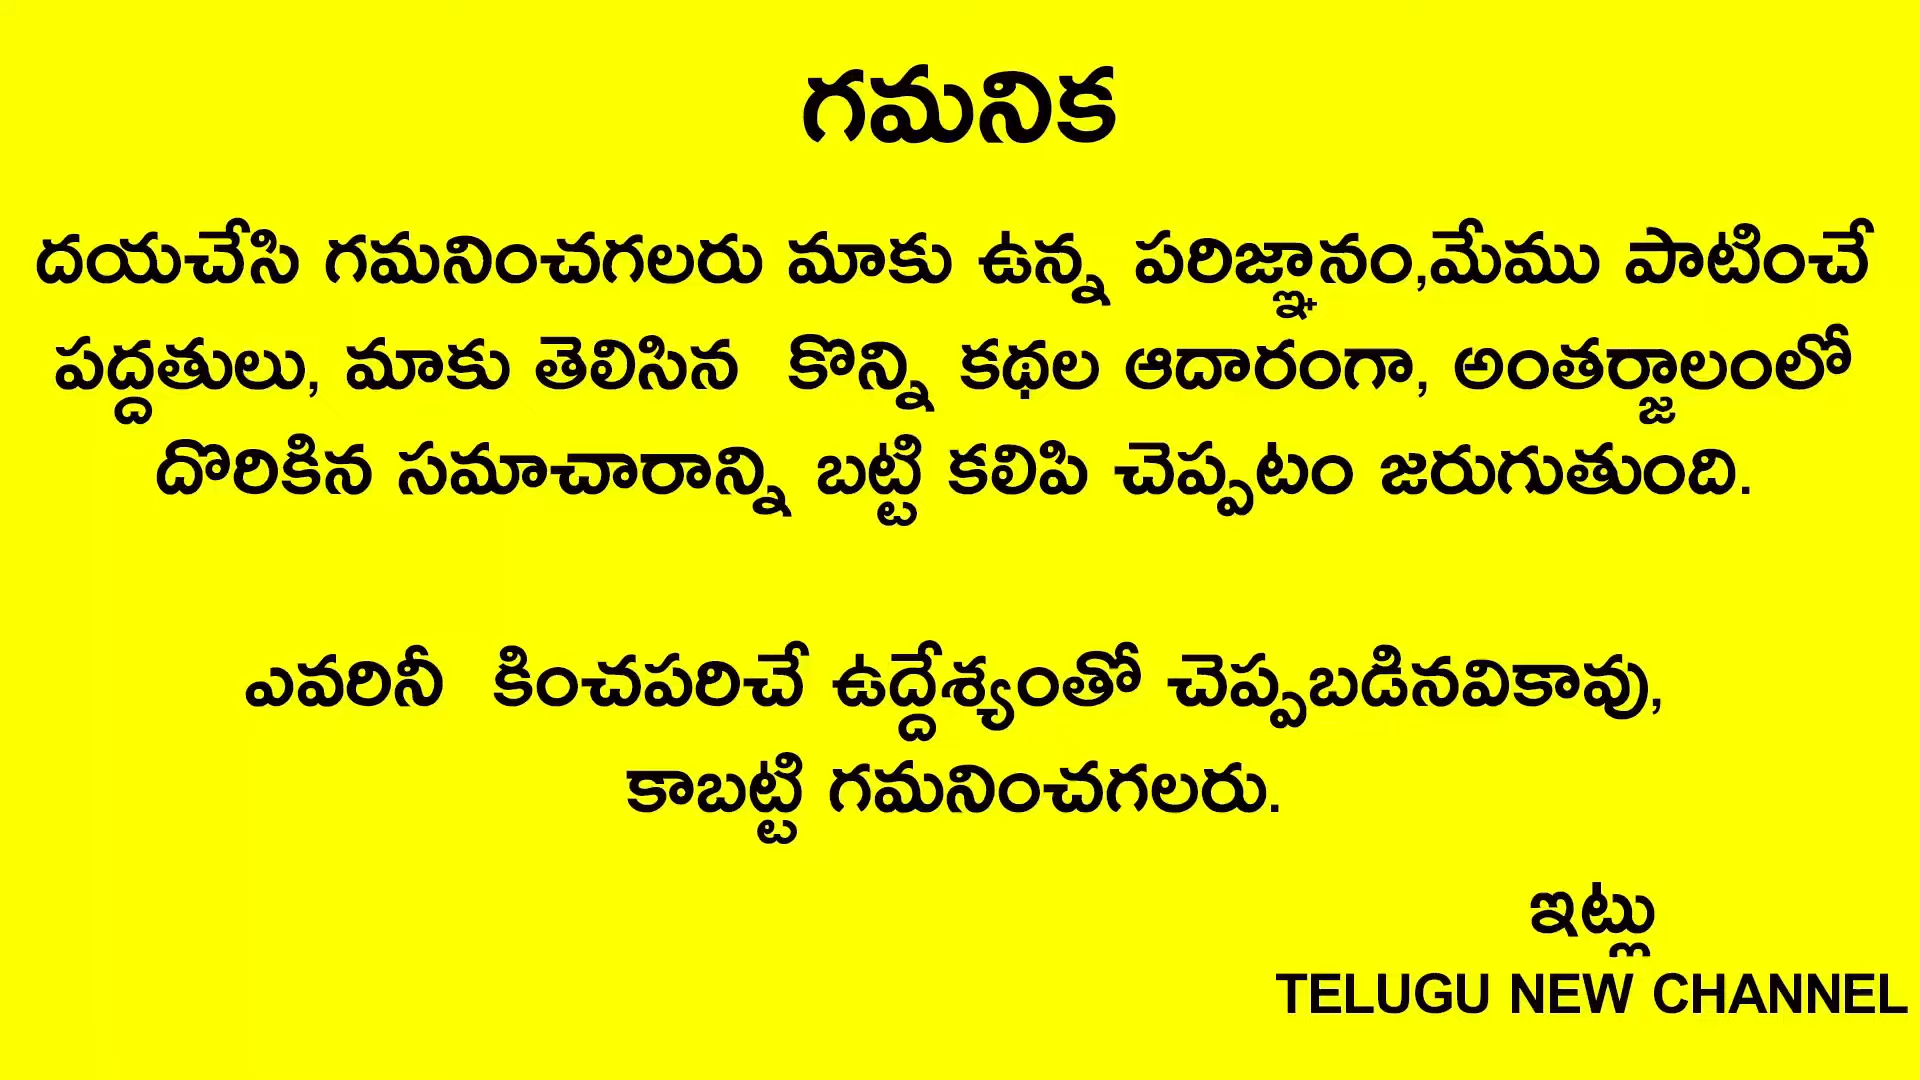 గమనిక
దయచేసి గమనించగలరు మాకు ఉన్న పరిజ్ఞానం,మేము పాటించే
పద్దతులు, మాకు తెలిసిన కొన్ని కథల ఆదారంగా, అంతర్జాలంలో
దొరికిన సమాచారాన్ని బట్టి కలిపి చెప్పటం జరుగుతుంది.
ఎవరినీ కించపరిచే ఉద్దేశ్యంతో చెప్పబడినవికావు,
కాబట్టి గమనించగలరు.
ఇట్లు
TELUGU NEW CHANNEL